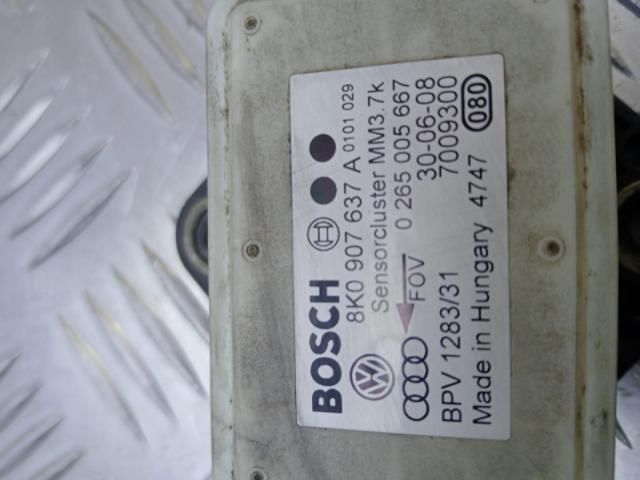 BOSCH
8K0 907 637 A 0101 029
Sensorcluster MM3.7k
FOV 0 265 005 667
30-06-08
BPV 1283/31 7009300
Made in Hungary 4747 080